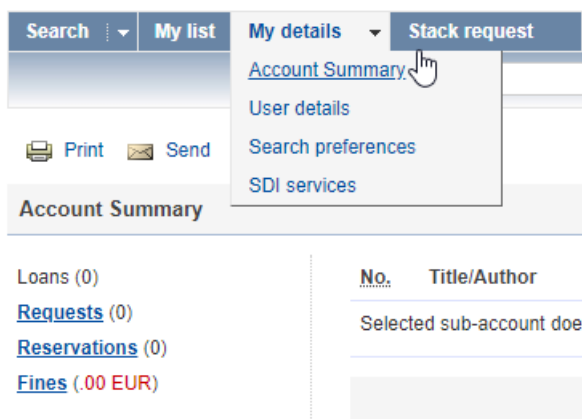 Search My list My details Stack request
Account Summary
User details
Search preferences
SDI services
Print Send
Account Summary
Loans (0)
Requests (0)
Reservations (0)
Fines (.00 EUR)
No. Title/Author
Selected sub-account doe